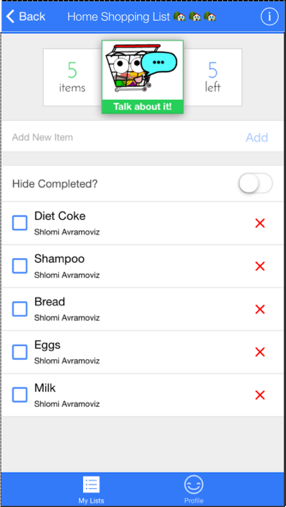 Back
Home Shopping List
5
items
Talk about it!
5
left
Add New Item
Add
Hide Completed?
Diet Coke
Shlomi Avramoviz
Shampoo
Shlomi Avramoviz
Bread
Shlomi Avramoviz
Eggs
Shlomi Avramoviz
Milk
Shlomi Avramoviz
My Lists
Profile